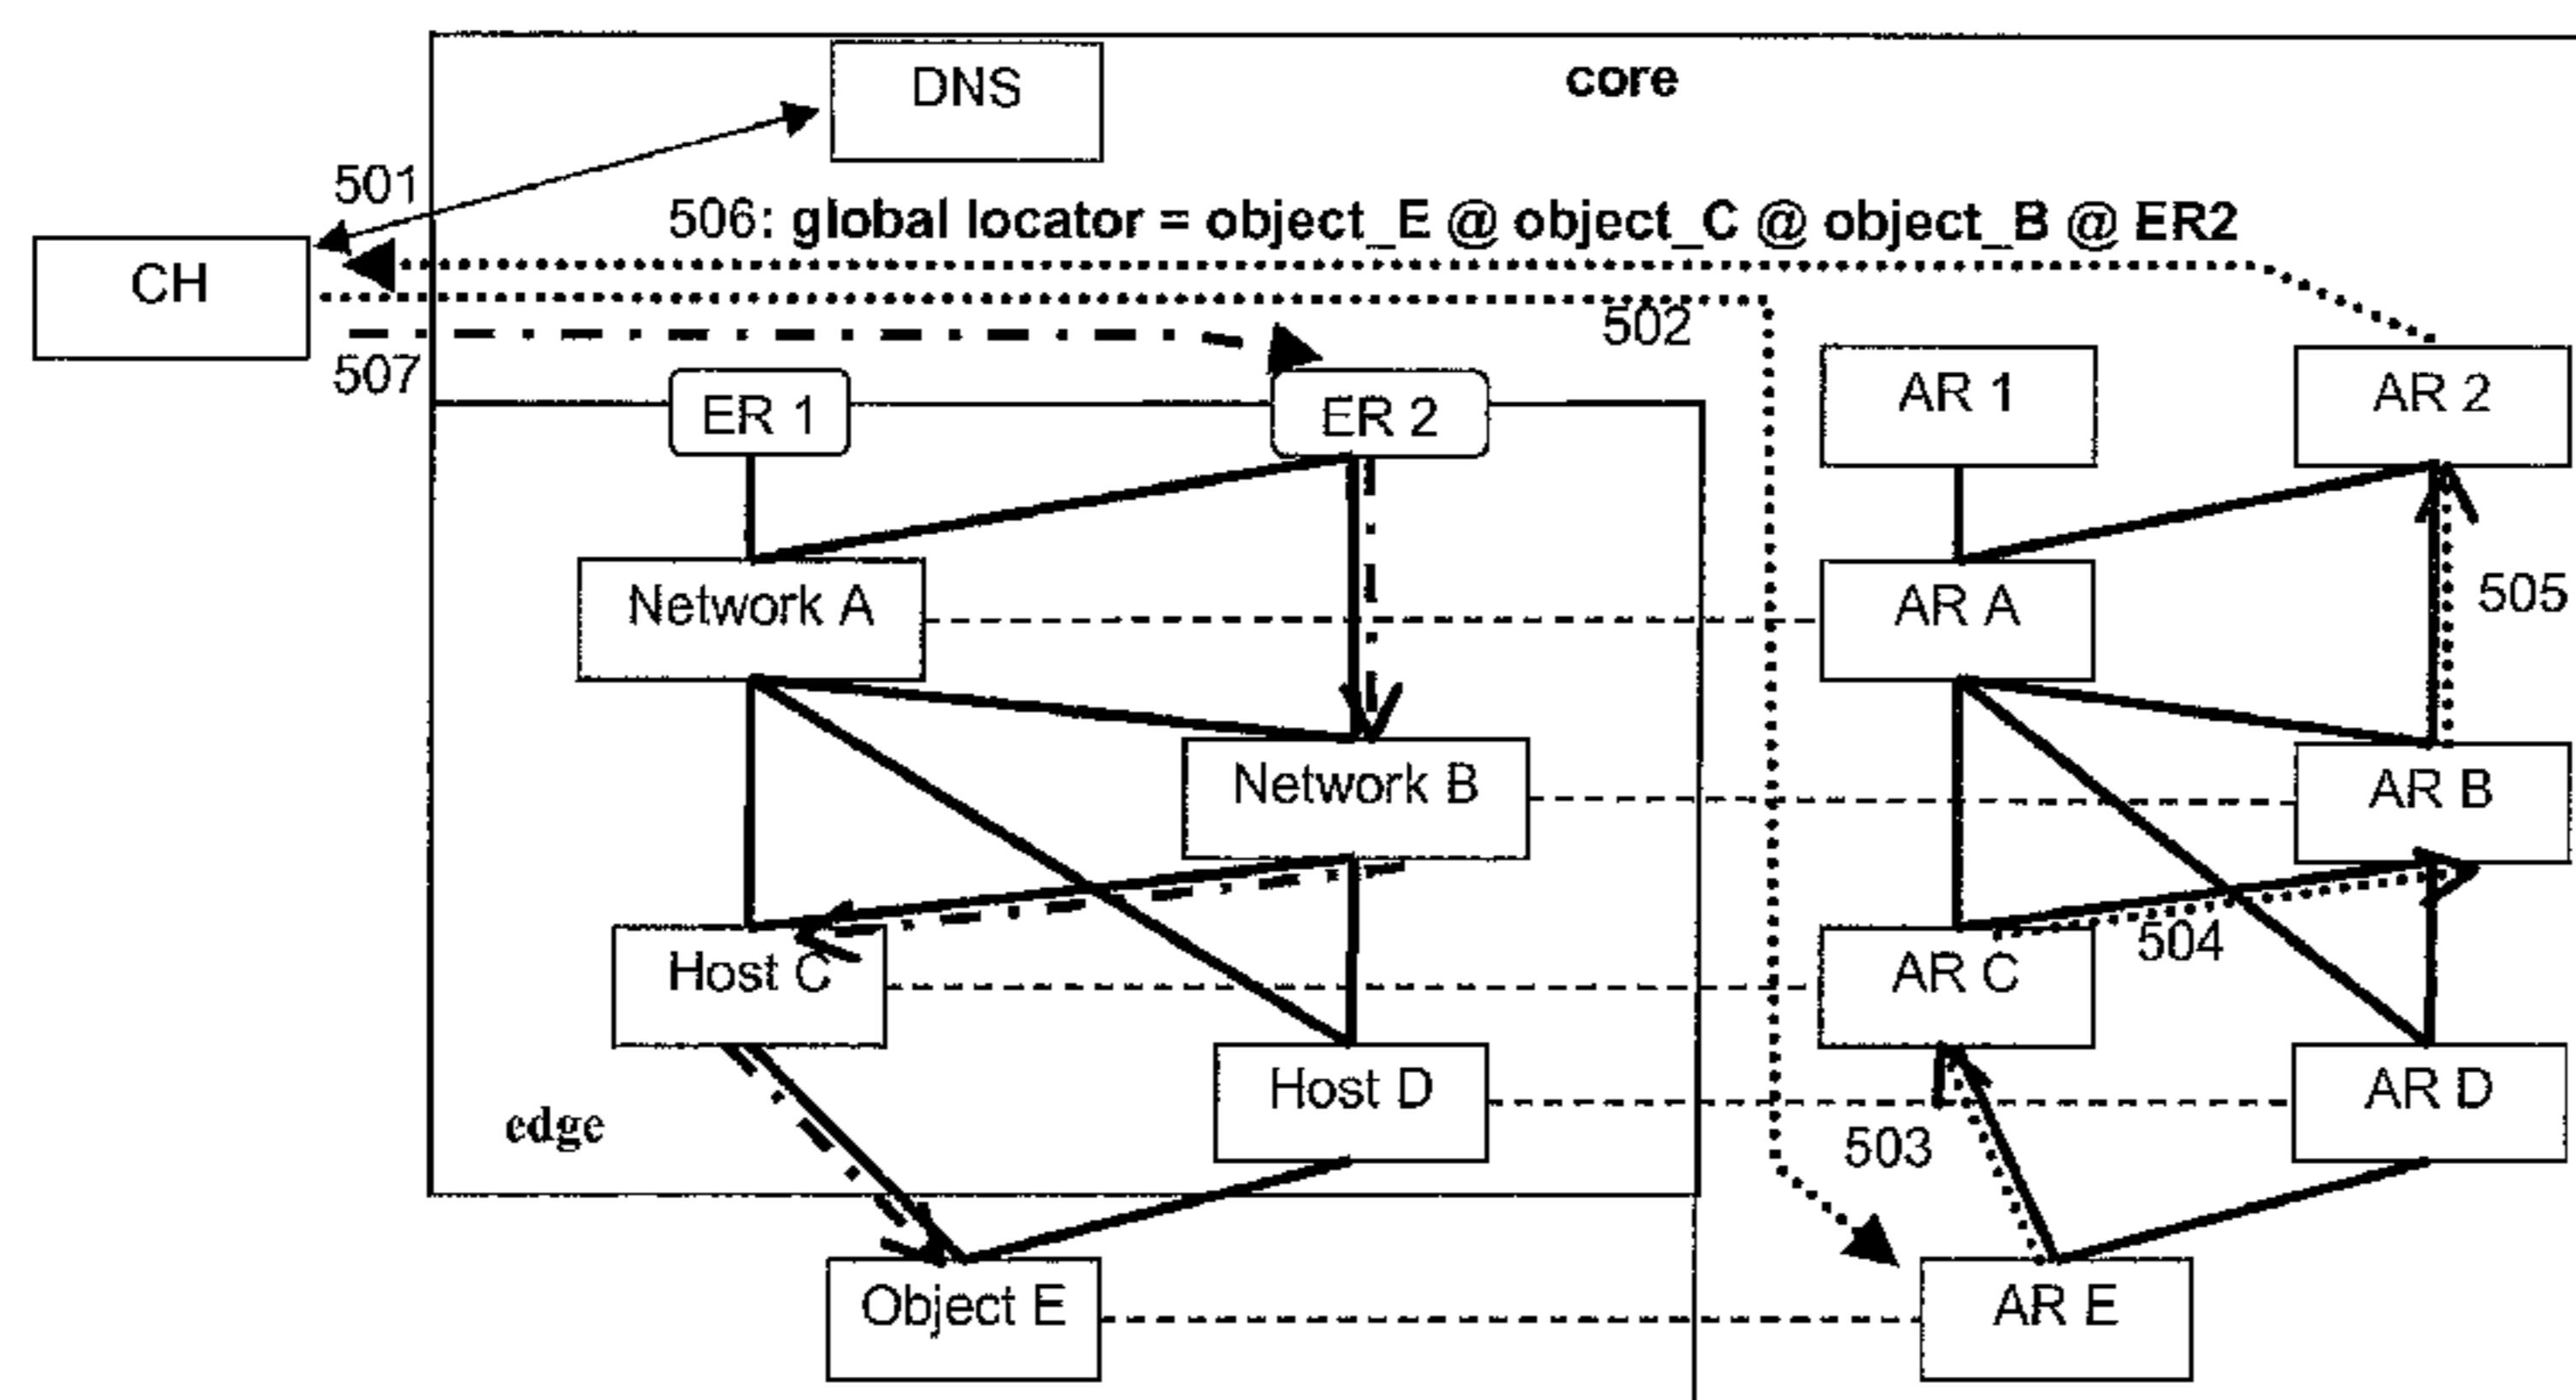 DNS
core
501
506: global locator = object_E @ object_C @ object_B @ ER2
CH
502
507
ER 1
ER 2
AR 1
AR 2
Network A
AR A
505
Network B
AR B
Host C
AR C
504
Host D
AR D
edge
503
Object E
AR E